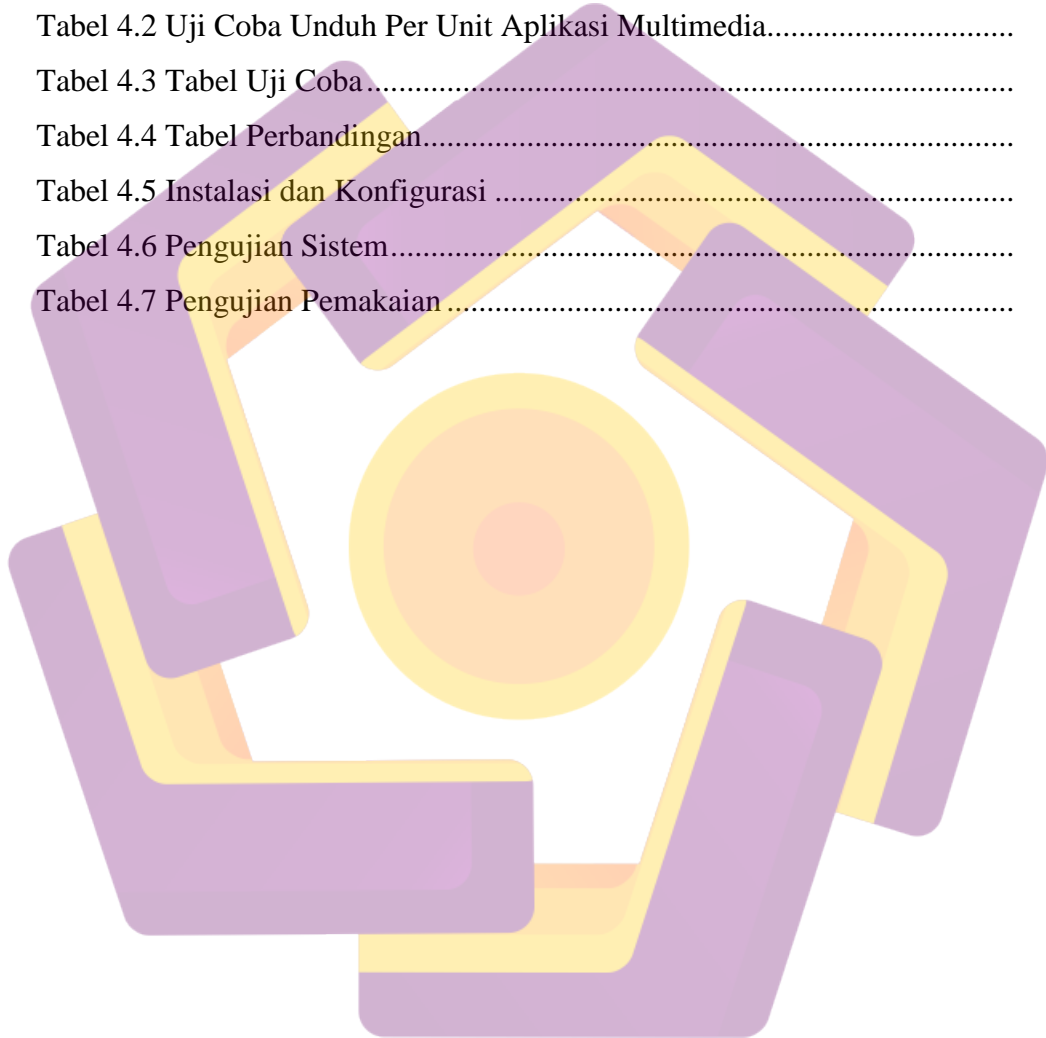 Tabel 4.2 Uji Coba Unduh Per Unit Aplikasi Multimedia..............................
Tabel 4.3 Tabel Uji Coba....................................................................................
Tabel 4.4 Tabel Perbandingan............................................................................
Tabel 4.5 Instalasi dan Konfigurasi ...................................................................
Tabel 4.6 Pengujian Sistem................................................................................
Tabel 4.7 Pengujian Pemakaian .........................................................................